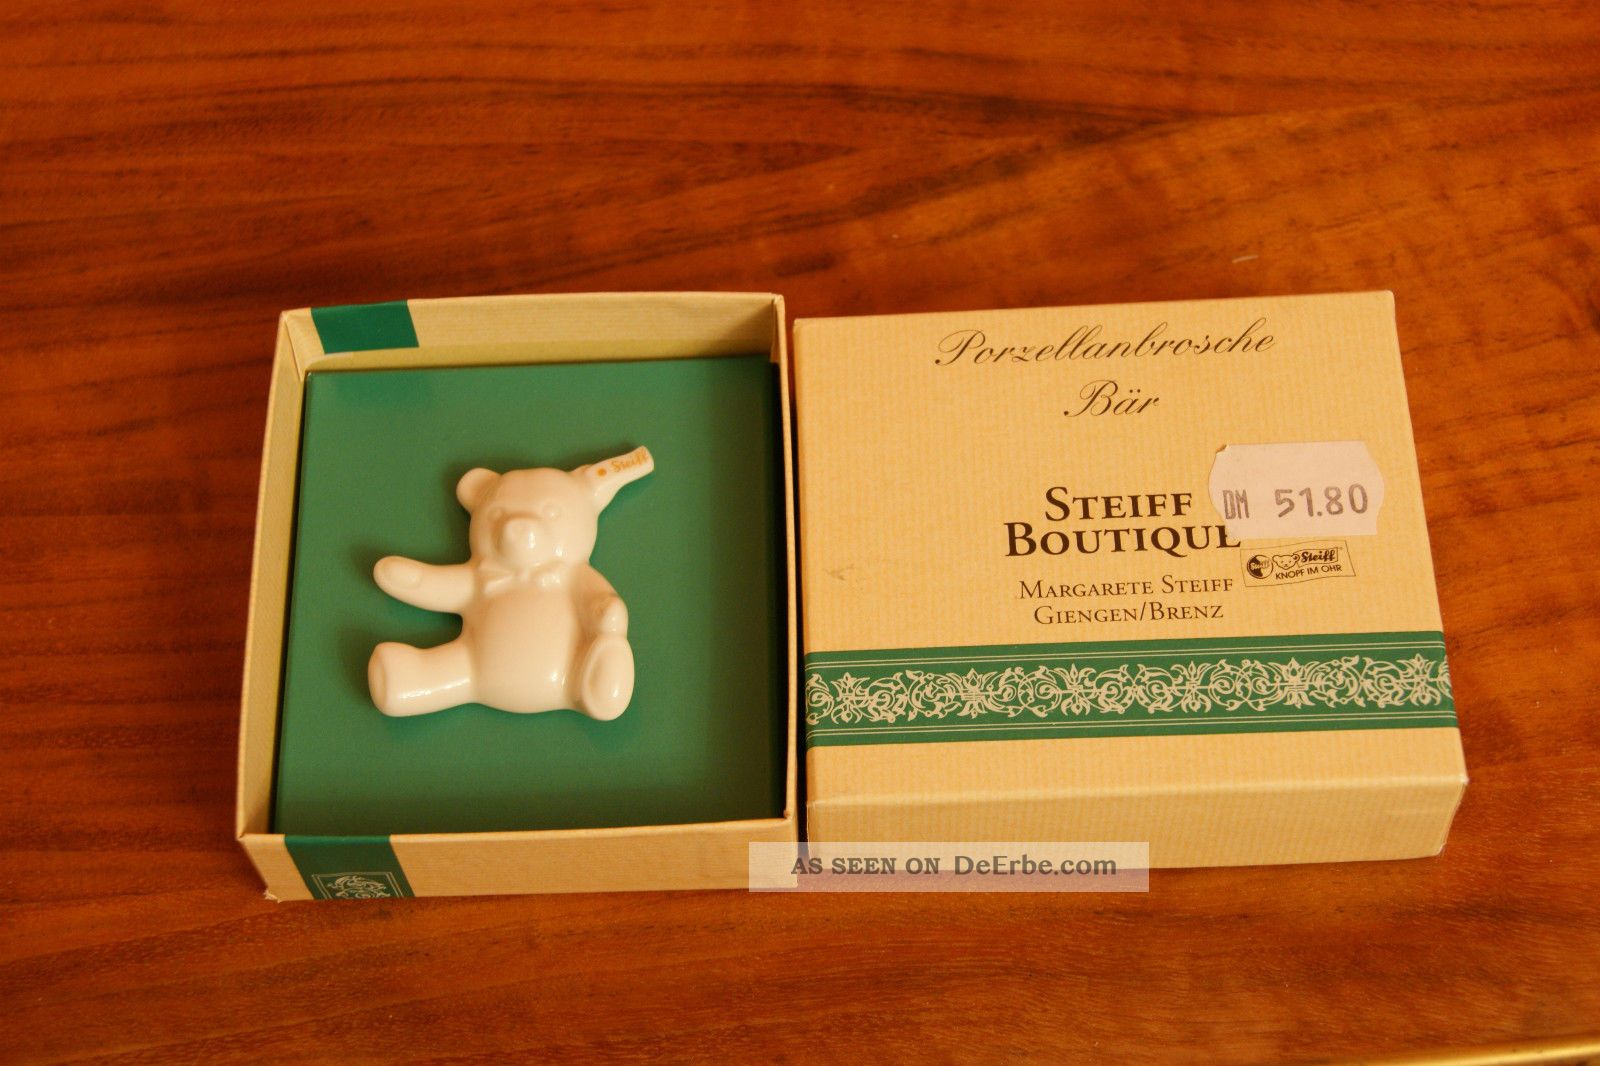 Steiff
Porzellanbrosche
Bär
STEIFF
BOUTIQUE
DM 51.80
Steiff Steiff
KNOPF IM OHR
MARGARETE STEIFF
GIENGEN/BRENZ
AS SEEN ON DeErbe.com